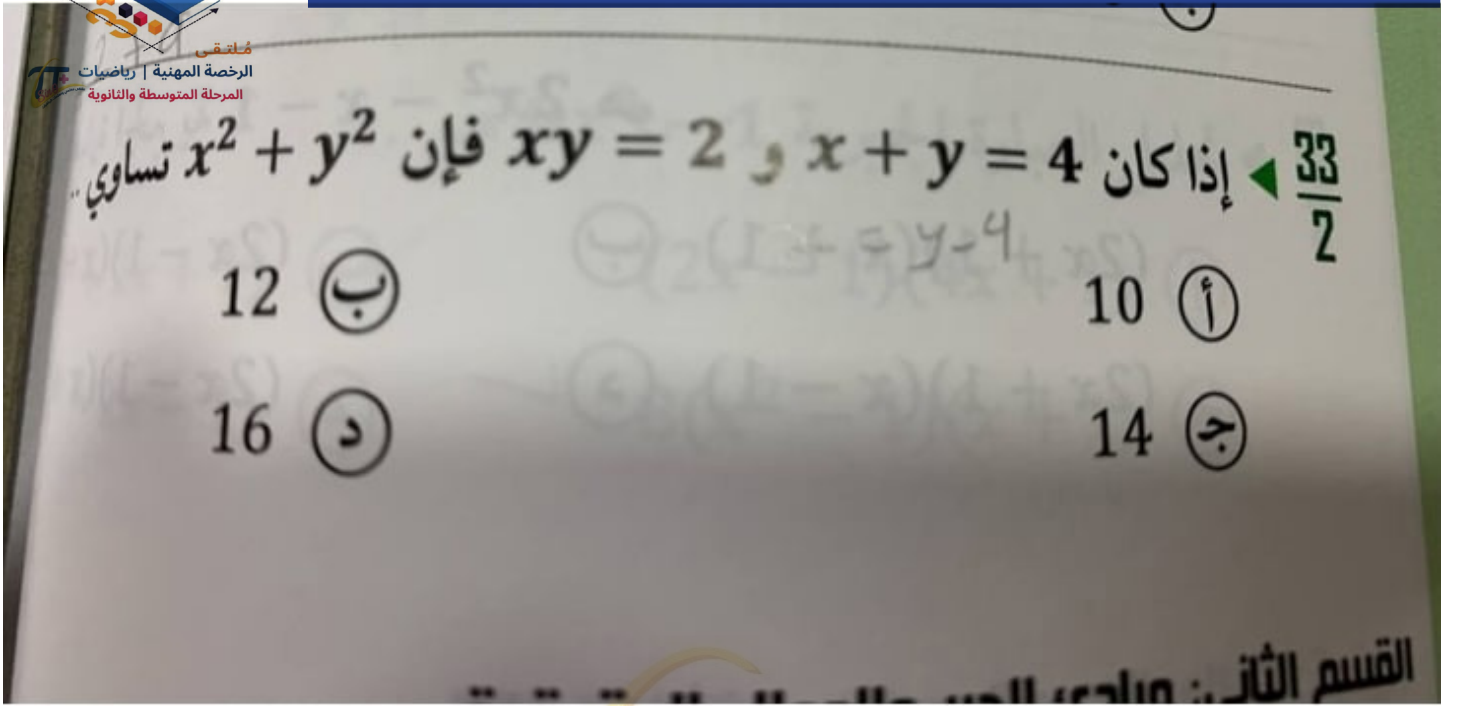 مُلتقى
الرخصة المهنية | رياضيات
المرحلة المتوسطة والثانوية
33/2 ◀ إذا كان x + y = 4 و xy = 2 فإن x² + y² تساوي ..
= y-4
أ 10
ب 12
ج 14
د 16
القسم الثاني: